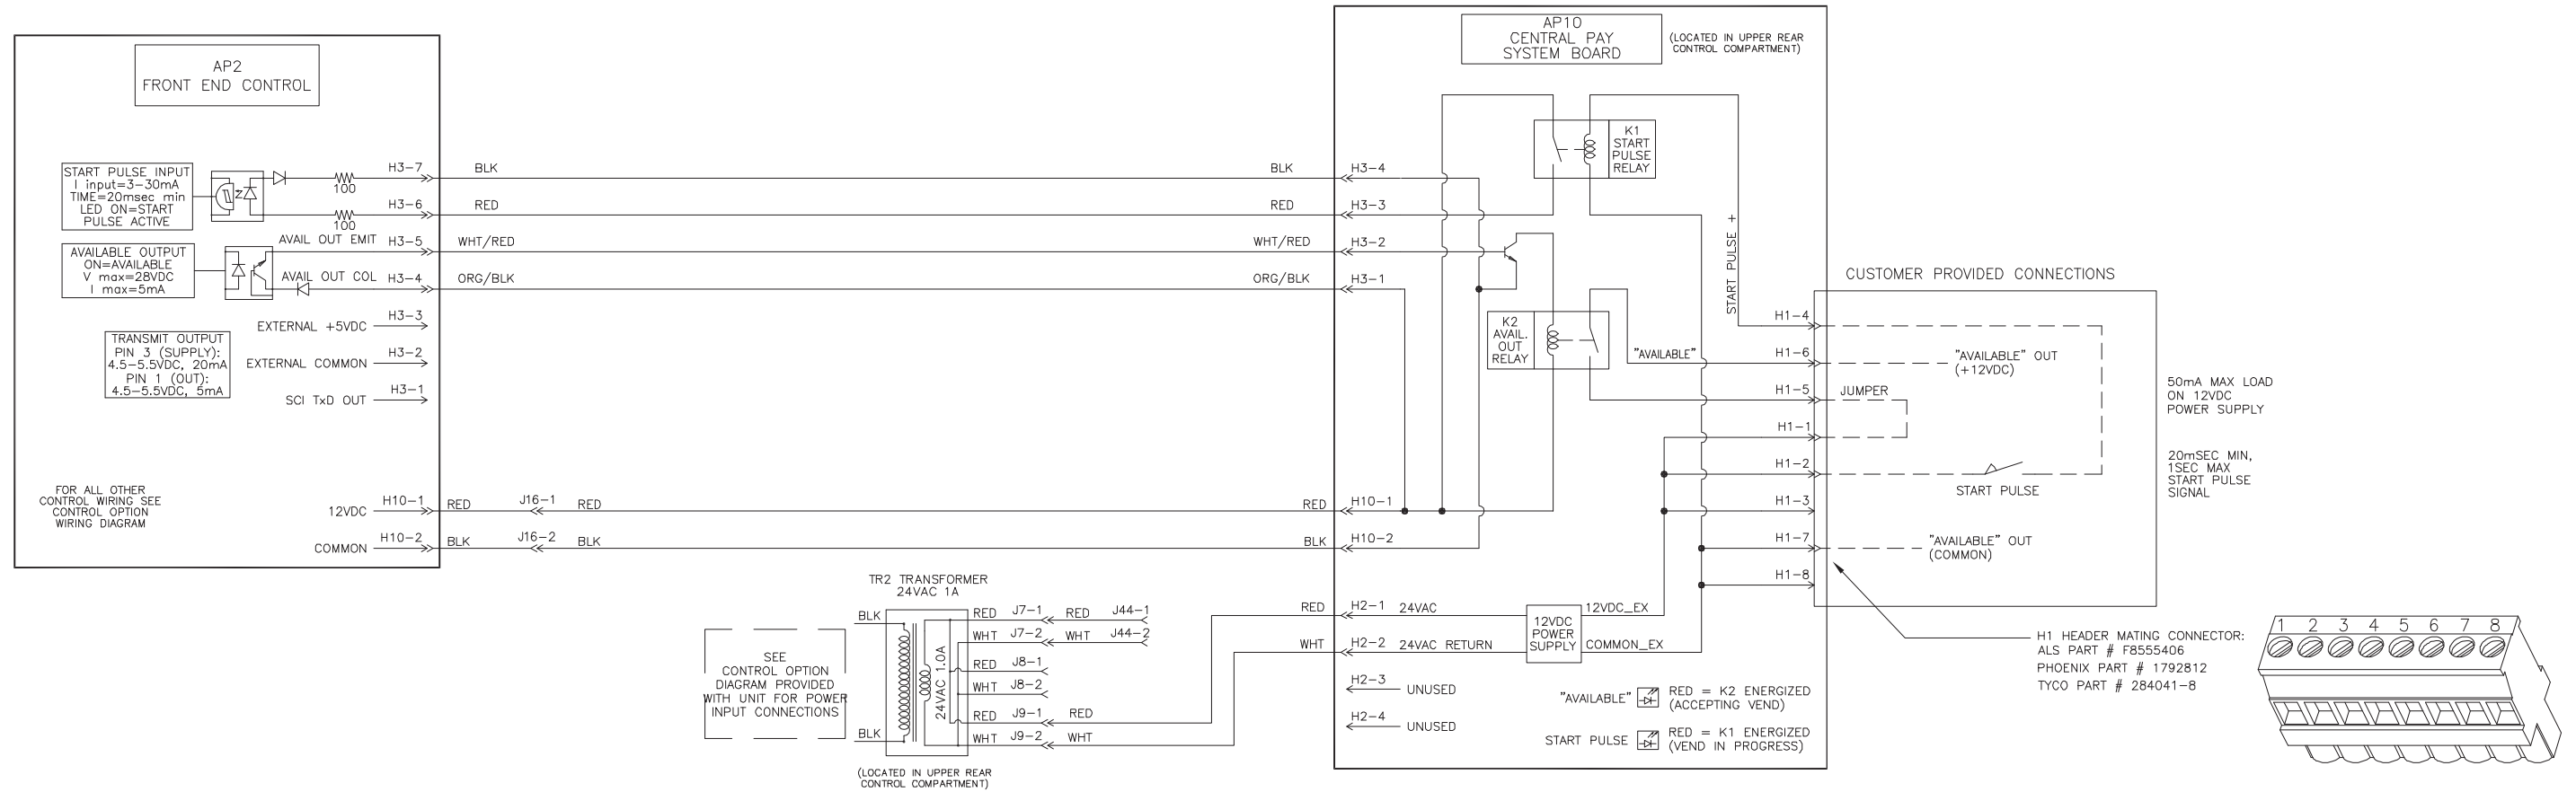 AP2
FRONT END CONTROL
START PULSE INPUT
I input=3-30mA
TIME=20msec min
LED ON=START
PULSE ACTIVE
100
100
H3-7
H3-6
AVAIL OUT EMIT H3-5
AVAIL OUT COL H3-4
AVAILABLE OUTPUT
ON=AVAILABLE
V max=28VDC
I max=5mA
H3-3
EXTERNAL +5VDC
H3-2
EXTERNAL COMMON
H3-1
SCI TxD OUT
TRANSMIT OUTPUT
PIN 3 (SUPPLY):
4.5-5.5VDC, 20mA
PIN 1 (OUT):
4.5-5.5VDC, 5mA
FOR ALL OTHER
CONTROL WIRING SEE
CONTROL OPTION
WIRING DIAGRAM
12VDC H10-1
COMMON H10-2
BLK BLK
RED RED
WHT/RED WHT/RED
ORG/BLK ORG/BLK
RED J16-1 RED RED
BLK J16-2 BLK BLK
AP10
CENTRAL PAY
SYSTEM BOARD
(LOCATED IN UPPER REAR
CONTROL COMPARTMENT)
K1
START
PULSE
RELAY
H3-4
H3-3
H3-2
H3-1
START PULSE +
K2
AVAIL.
OUT
RELAY
"AVAILABLE"
H10-1
H10-2
H1-4
H1-6
H1-5
H1-1
H1-2
H1-3
H1-7
H1-8
CUSTOMER PROVIDED CONNECTIONS
"AVAILABLE" OUT
(+12VDC)
JUMPER
START PULSE
"AVAILABLE" OUT
(COMMON)
50mA MAX LOAD
ON 12VDC
POWER SUPPLY
20mSEC MIN,
1SEC MAX
START PULSE
SIGNAL
TR2 TRANSFORMER
24VAC 1A
SEE
CONTROL OPTION
DIAGRAM PROVIDED
WITH UNIT FOR POWER
INPUT CONNECTIONS
BLK
BLK
24VAC 1.0A
RED J7-1 RED J44-1
WHT J7-2 WHT J44-2
RED J8-1
WHT J8-2
RED J9-1 RED
WHT J9-2 WHT
(LOCATED IN UPPER REAR
CONTROL COMPARTMENT)
RED H2-1 24VAC
WHT H2-2 24VAC RETURN
12VDC
POWER
SUPPLY
12VDC_EX
COMMON_EX
H2-3 UNUSED
H2-4 UNUSED
"AVAILABLE" RED = K2 ENERGIZED
(ACCEPTING VEND)
START PULSE RED = K1 ENERGIZED
(VEND IN PROGRESS)
H1 HEADER MATING CONNECTOR:
ALS PART # F8555406
PHOENIX PART # 1792812
TYCO PART # 284041-8
1 2 3 4 5 6 7 8